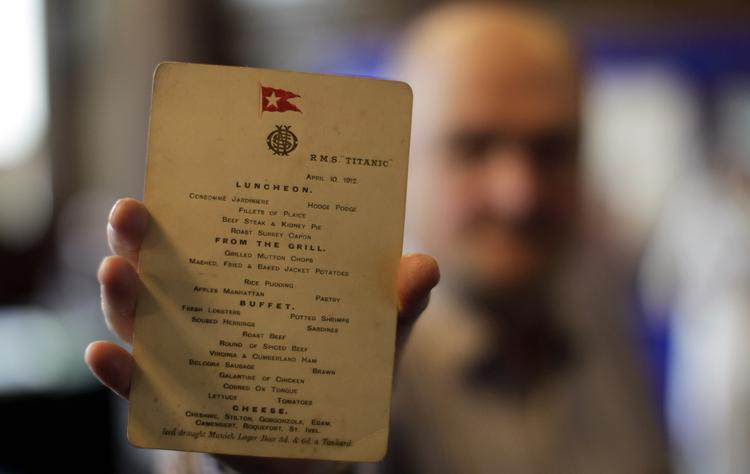 R.M.S. "TITANIC"
APRIL 10, 1912.
LUNCHEON.
CONSOMMÉ JARDINIERE HODGE PODGE
FILLETS OF PLAICE
BEEF STEAK & KIDNEY PIE
ROAST SURREY CAPON
FROM THE GRILL.
GRILLED MUTTON CHOPS
MASHED, FRIED & BAKED JACKET POTATOES
RICE PUDDING
APPLES MANHATTAN PASTRY
BUFFET.
FRESH LOBSTERS POTTED SHRIMPS
SOUSED HERRINGS SARDINES
ROAST BEEF
ROUND OF SPICED BEEF
VIRGINIA & CUMBERLAND HAM
BOLOGNA SAUSAGE BRAWN
GALANTINE OF CHICKEN
CORNED OX TONGUE
LETTUCE TOMATOES
CHEESE.
CHESHIRE, STILTON, GORGONZOLA, EDAM,
CAMEMBERT, ROQUEFORT, ST. IVEL.
Iced draught Munich Lager Beer 3d. & 6d. a Tankard.